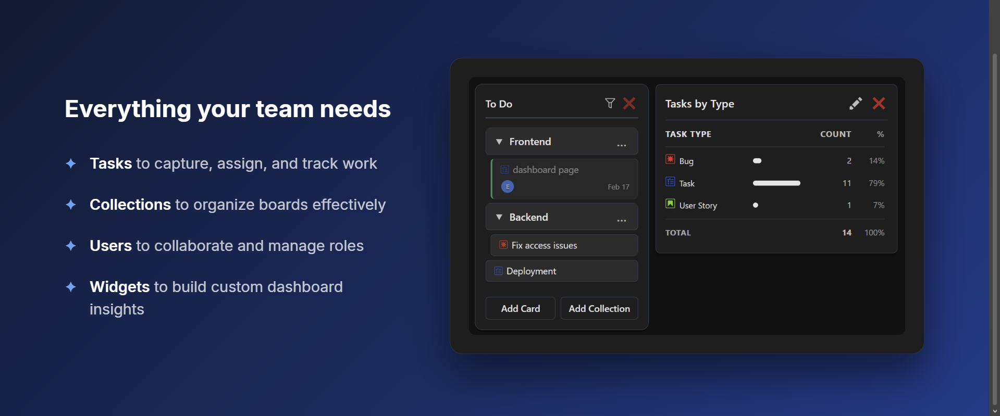 Everything your team needs
Tasks to capture, assign, and track work
Collections to organize boards effectively
Users to collaborate and manage roles
Widgets to build custom dashboard
insights
To Do
Frontend ...
dashboard page
E Feb 17
Backend ...
Fix access issues
Deployment
Add Card Add Collection
Tasks by Type
TASK TYPE COUNT %
Bug 2 14%
Task 11 79%
User Story 1 7%
TOTAL 14 100%